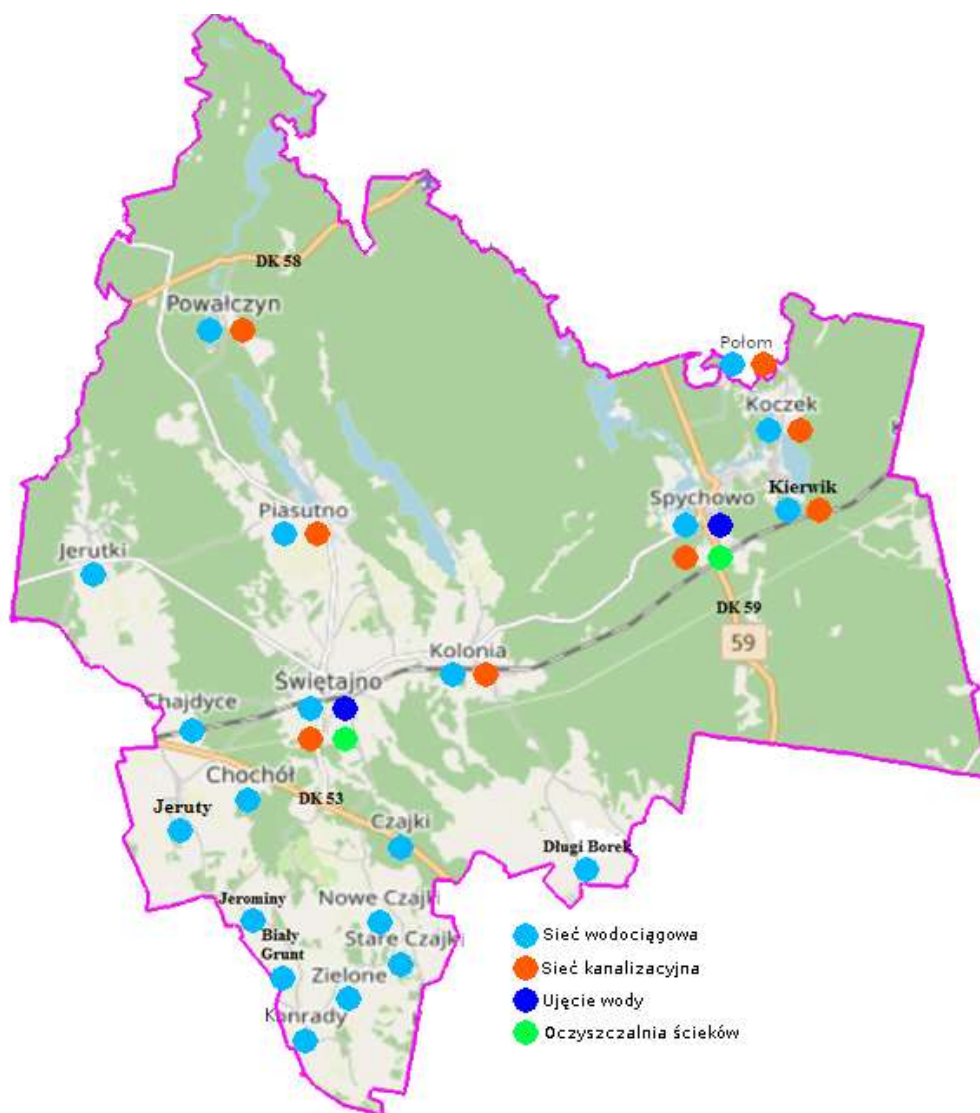 DK 58
Powałczyn
Połom
Koczek
Kierwik
Spychowo
Piasutno
Jerutki
DK 59
59
Kolonia
Świętajno
Chajdyce
Chochół
DK 53
Jeruty
Czajki
Długi Borek
Jerominy
Nowe Czajki
Biały
Grunt
Stare Czajki
Zielone
Konrady
Sieć wodociągowa
Sieć kanalizacyjna
Ujęcie wody
Oczyszczalnia ścieków